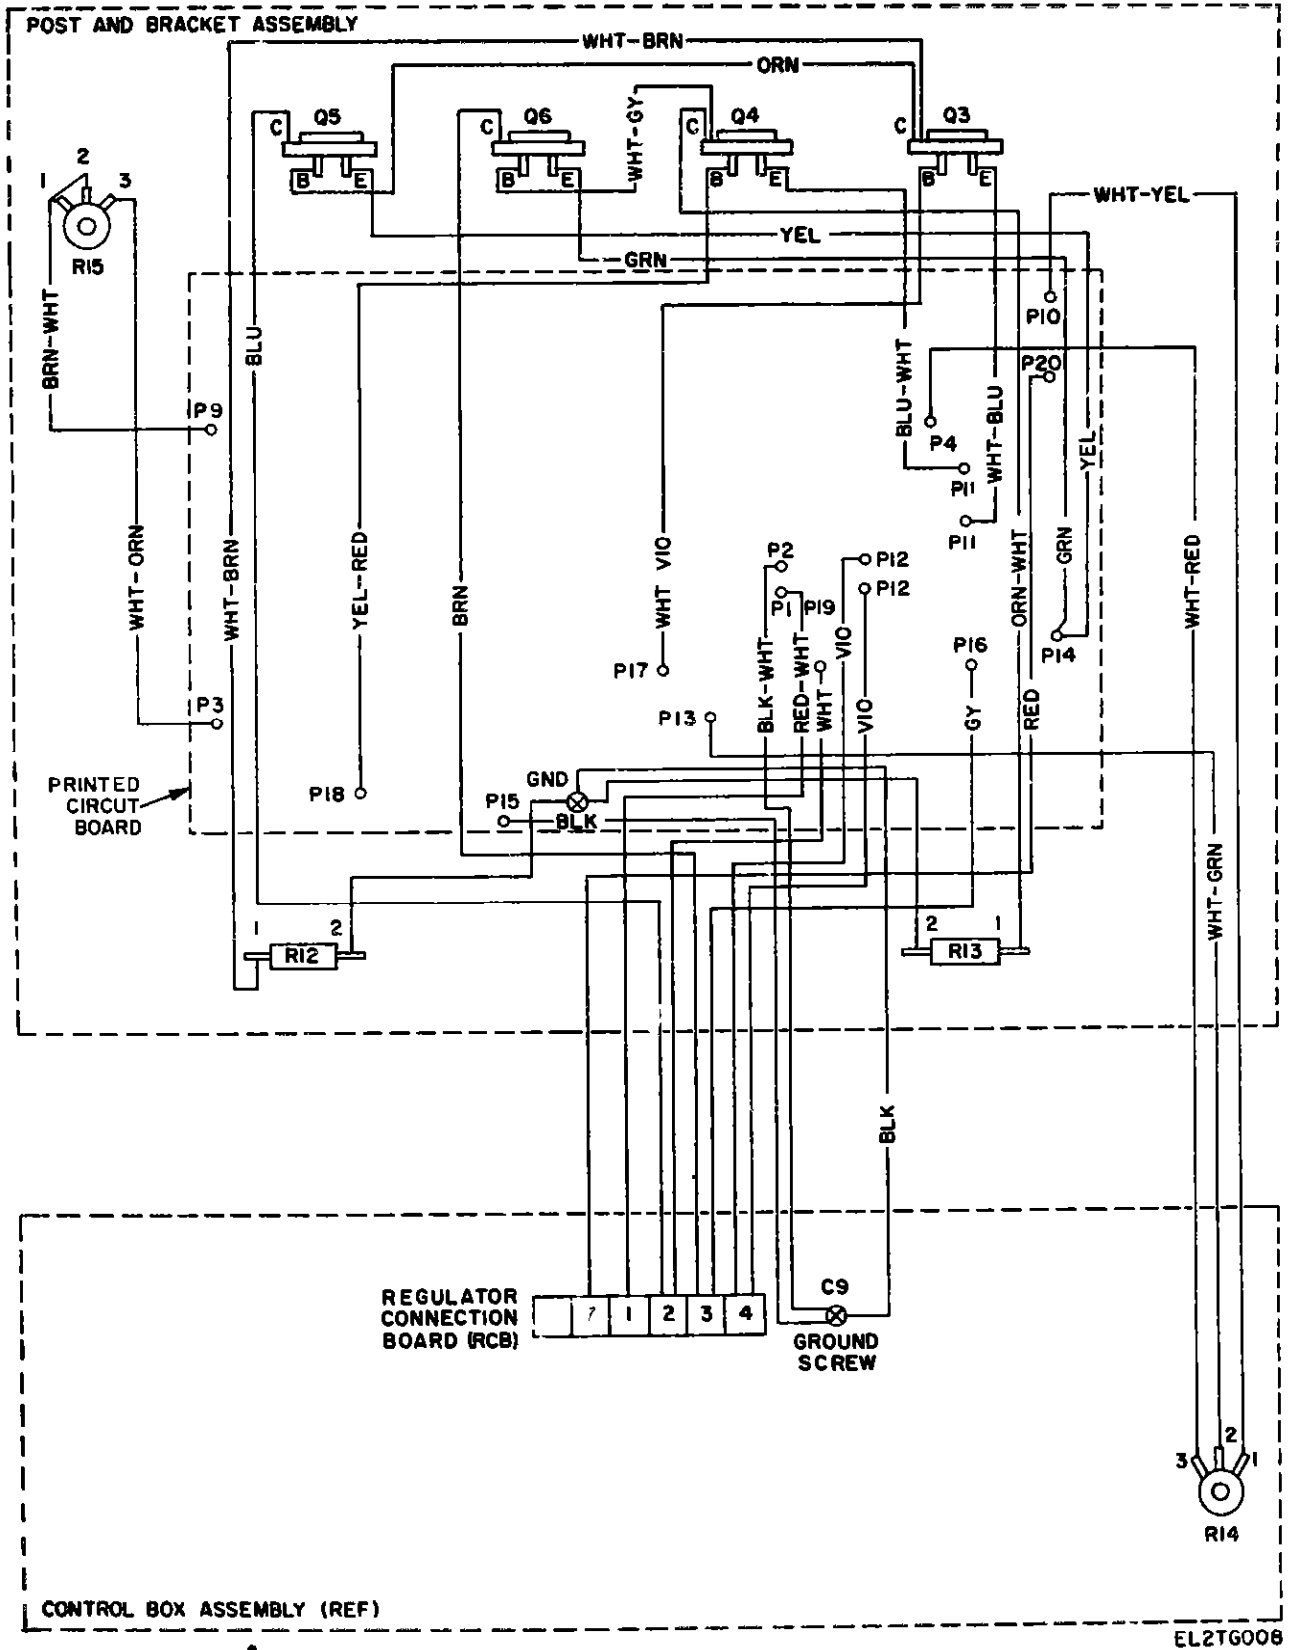 POST AND BRACKET ASSEMBLY
WHT-BRN
ORN
C Q5
C Q6
WHT-GY
C Q4
C Q3
B E
B E
B E
B E
1 2 3
R15
WHT-YEL
YEL
GRN
BRN-WHT
BLU
P10
P20
BLU-WHT
WHT-BLU
P9
P4
YEL
P11
P11
WHT-ORN
WHT-BRN
YEL-RED
BRN
WHT VIO
P2
P12
P12
P1
P19
ORN-WHT
GRN
WHT-RED
VIO
P14
P16
P17
BLK-WHT
RED-WHT
WHT
VIO
GY
RED
P3
P13
PRINTED
CIRCUT
BOARD
P18
GND
P15
BLK
WHT-GRN
1 2
R12
2 1
R13
BLK
REGULATOR
CONNECTION
BOARD (RCB)
7 1 2 3 4
C9
GROUND
SCREW
3 2 1
R14
CONTROL BOX ASSEMBLY (REF)
EL2TG008